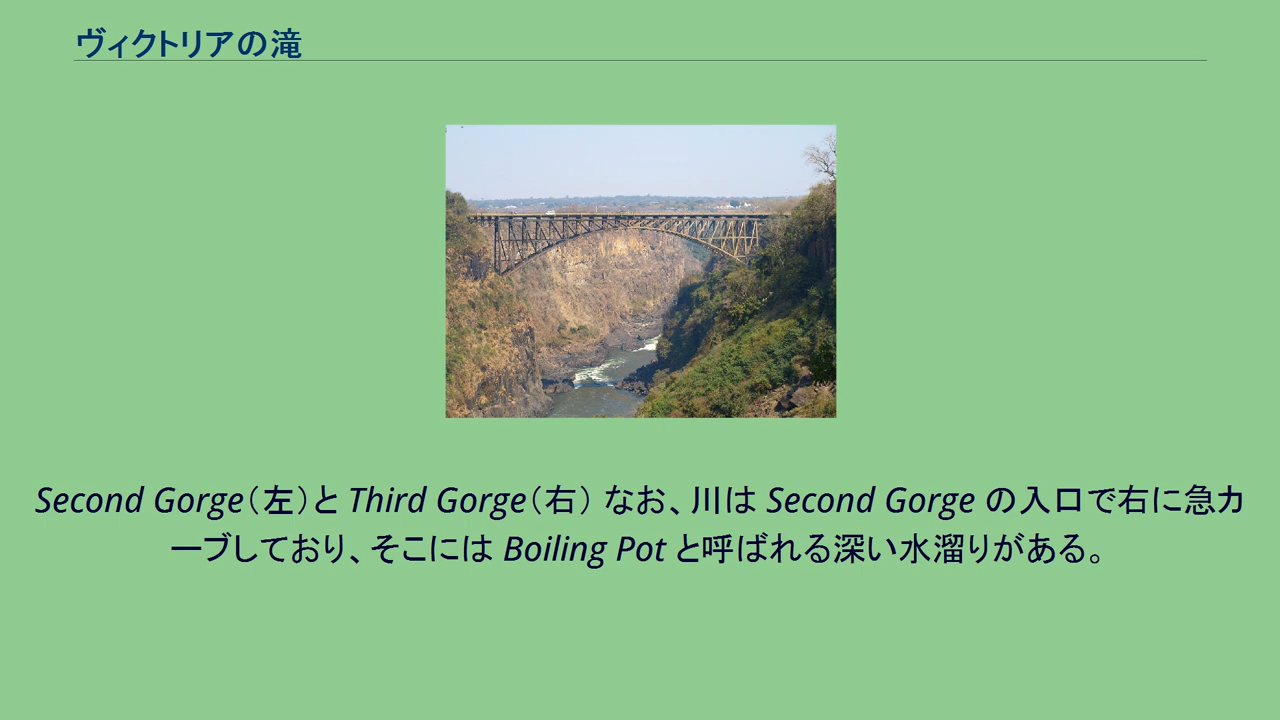 ヴィクトリアの滝
Second Gorge（左）と Third Gorge（右） なお、川は Second Gorge の入口で右に急カ
ーブしており、そこには Boiling Pot と呼ばれる深い水溜りがある。